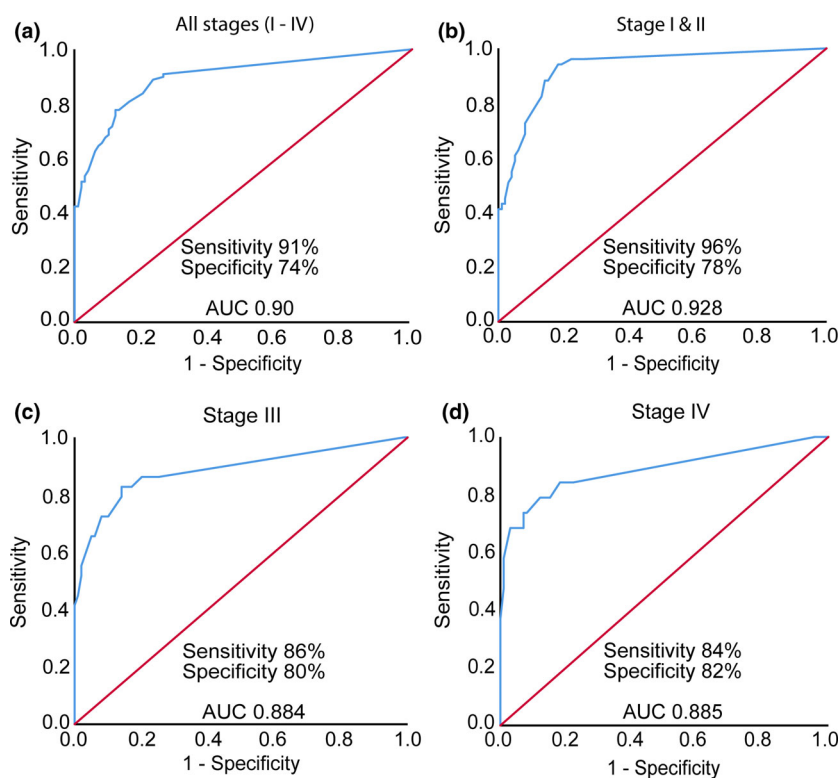 (a)
All stages (I - IV)
1.0
0.8
0.6
0.4
0.2
0.0
Sensitivity
Sensitivity 91%
Specificity 74%
AUC 0.90
0.0 0.2 0.4 0.6 0.8 1.0
1 - Specificity
(b)
Stage I & II
1.0
0.8
0.6
0.4
0.2
0.0
Sensitivity
Sensitivity 96%
Specificity 78%
AUC 0.928
0.0 0.2 0.4 0.6 0.8 1.0
1 - Specificity
(c)
Stage III
1.0
0.8
0.6
0.4
0.2
0.0
Sensitivity
Sensitivity 86%
Specificity 80%
AUC 0.884
0.0 0.2 0.4 0.6 0.8 1.0
1 - Specificity
(d)
Stage IV
1.0
0.8
0.6
0.4
0.2
0.0
Sensitivity
Sensitivity 84%
Specificity 82%
AUC 0.885
0.0 0.2 0.4 0.6 0.8 1.0
1 - Specificity